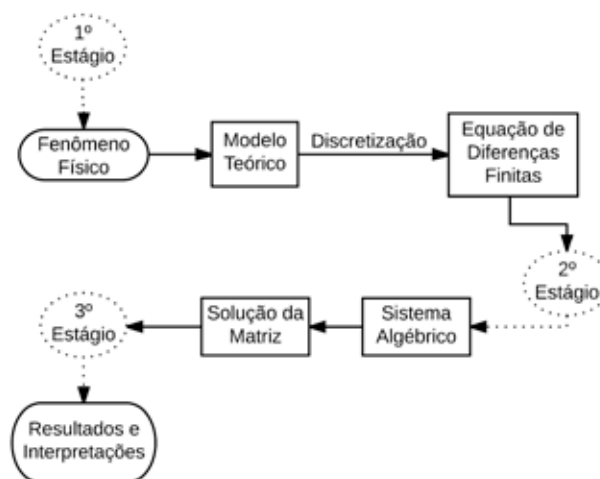 1º
Estágio
Fenômeno
Físico
Modelo
Teórico
Discretização
Equação de
Diferenças
Finitas
2º
Estágio
Sistema
Algébrico
Solução da
Matriz
3º
Estágio
Resultados e
Interpretações